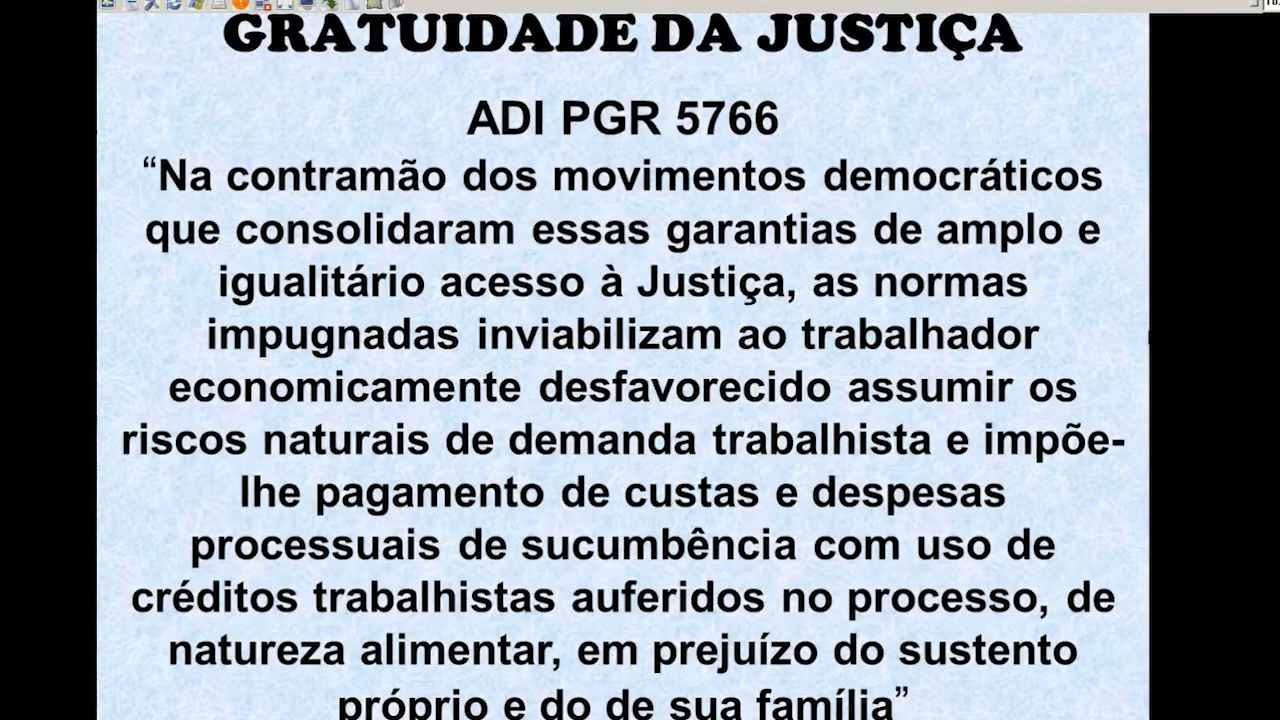 GRATUIDADE DA JUSTIÇA
ADI PGR 5766
“Na contramão dos movimentos democráticos
que consolidaram essas garantias de amplo e
igualitário acesso à Justiça, as normas
impugnadas inviabilizam ao trabalhador
economicamente desfavorecido assumir os
riscos naturais de demanda trabalhista e impõe-
lhe pagamento de custas e despesas
processuais de sucumbência com uso de
créditos trabalhistas auferidos no processo, de
natureza alimentar, em prejuízo do sustento
próprio e do de sua família”